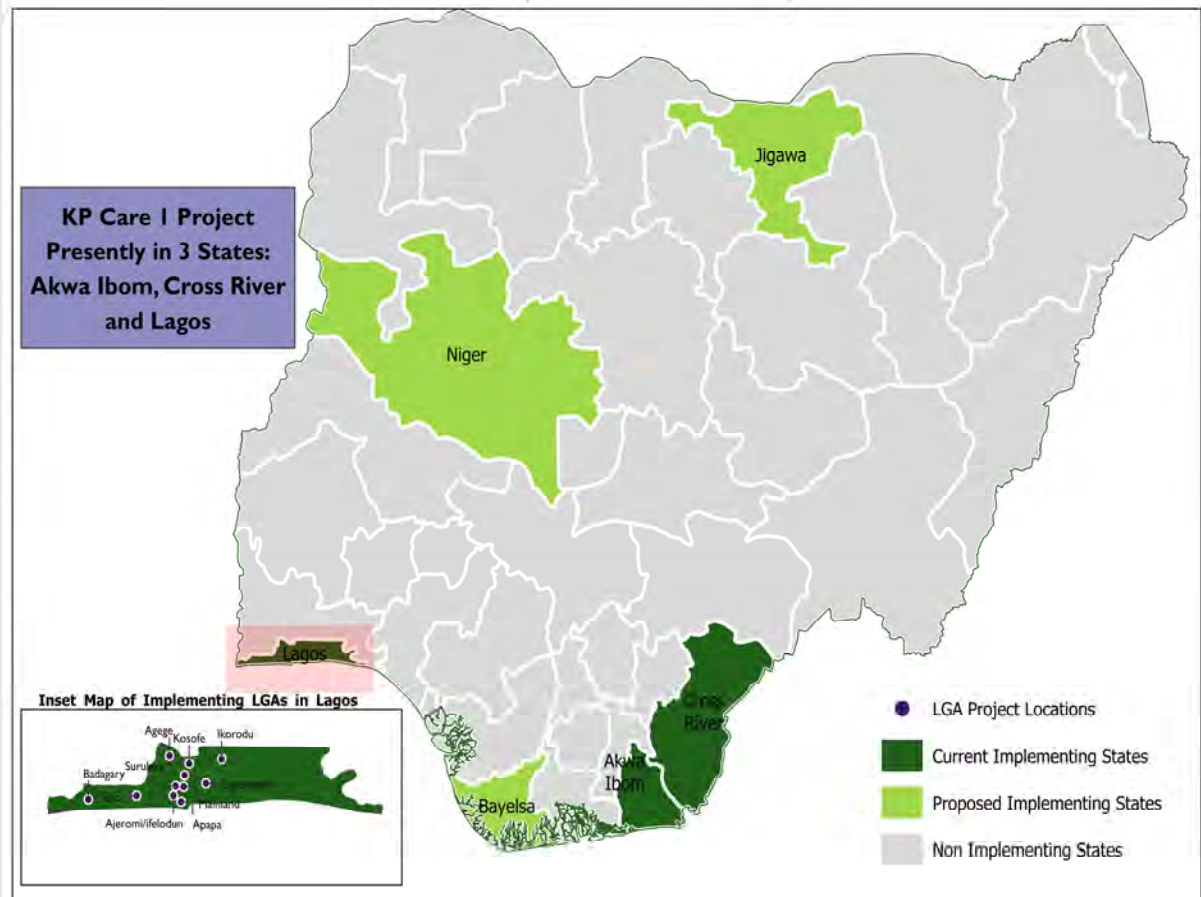 KP Care 1 Project
Presently in 3 States:
Akwa Ibom, Cross River
and Lagos
Jigawa
Niger
Lagos
Cross
River
Akwa
Ibom
Bayelsa
Inset Map of Implementing LGAs in Lagos
Agege
Kosofe
Ikorodu
Badagary
Mainland
Ajeromi/ifelodun
Apapa
LGA Project Locations
Current Implementing States
Proposed Implementing States
Non Implementing States